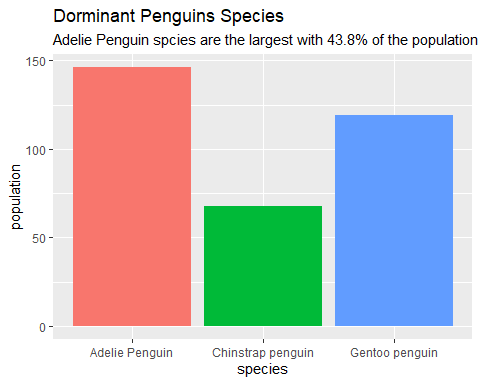 Dorminant Penguins Species
Adelie Penguin spcies are the largest with 43.8% of the population
150
100
50
0
population
Adelie Penguin
Chinstrap penguin
Gentoo penguin
species